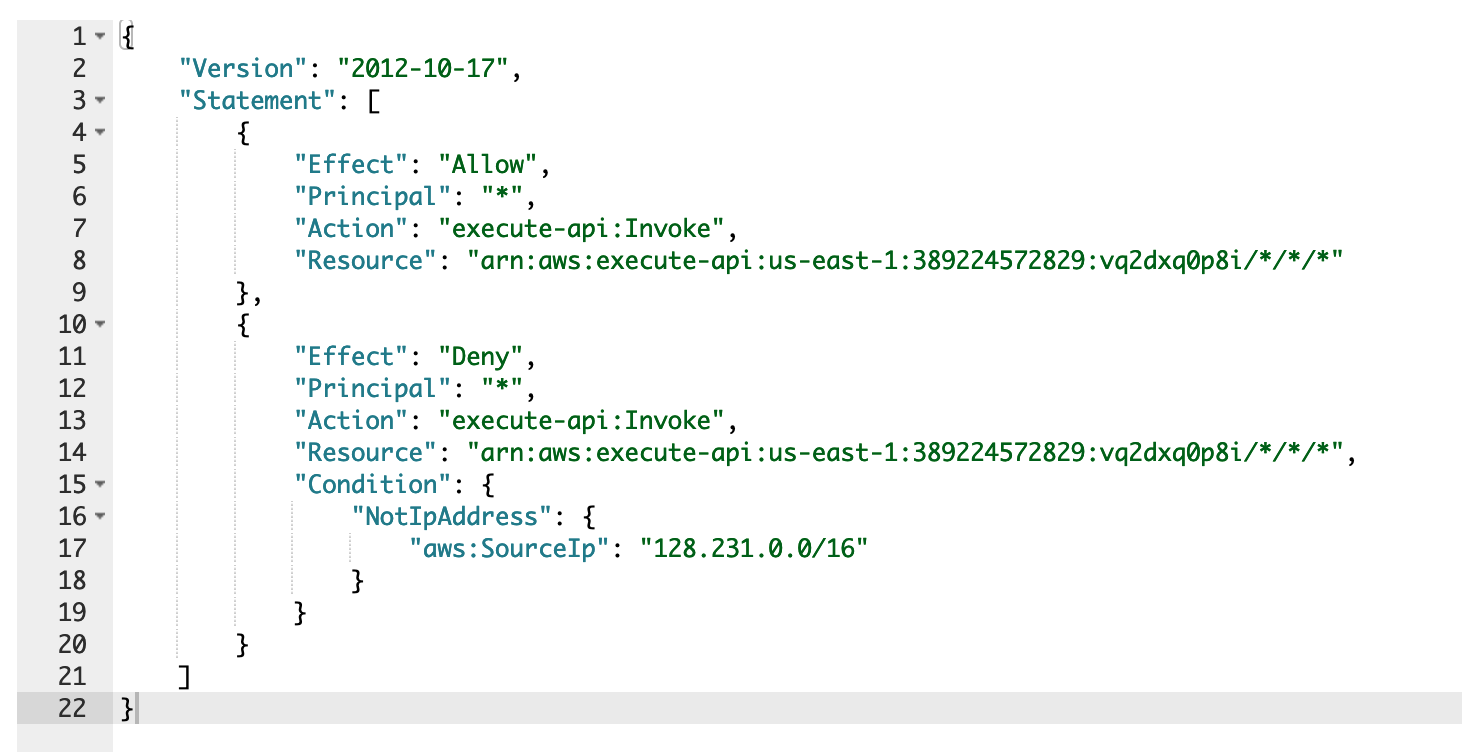 1 {
2     "Version": "2012-10-17",
3     "Statement": [
4         {
5             "Effect": "Allow",
6             "Principal": "*",
7             "Action": "execute-api:Invoke",
8             "Resource": "arn:aws:execute-api:us-east-1:389224572829:vq2dxq0p8i/*/*/*"
9         },
10         {
11             "Effect": "Deny",
12             "Principal": "*",
13             "Action": "execute-api:Invoke",
14             "Resource": "arn:aws:execute-api:us-east-1:389224572829:vq2dxq0p8i/*/*/*",
15             "Condition": {
16                 "NotIpAddress": {
17                     "aws:SourceIp": "128.231.0.0/16"
18                 }
19             }
20         }
21     ]
22 }